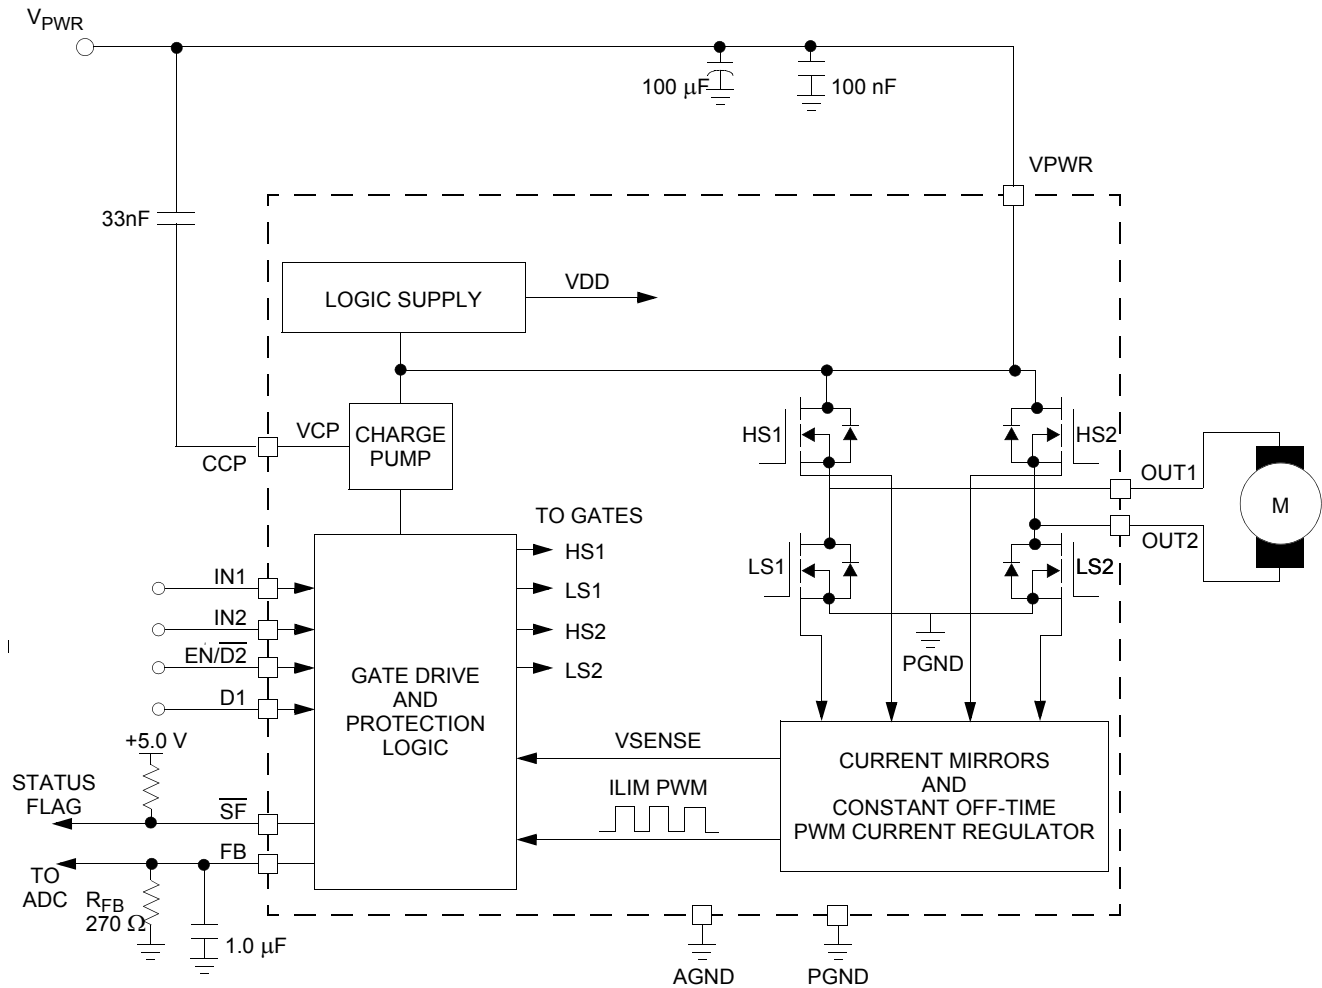 VPWR
100 μF
100 nF
VPWR
33nF
LOGIC SUPPLY
VDD
VCP
CCP
CHARGE
PUMP
HS1
HS2
OUT1
M
OUT2
TO GATES
HS1
LS1
HS2
LS2
LS1
LS2
PGND
IN1
IN2
EN/D2
D1
GATE DRIVE
AND
PROTECTION
LOGIC
+5.0 V
STATUS
FLAG
SF
FB
TO
ADC
RFB
270 Ω
1.0 μF
VSENSE
ILIM PWM
CURRENT MIRRORS
AND
CONSTANT OFF-TIME
PWM CURRENT REGULATOR
AGND
PGND